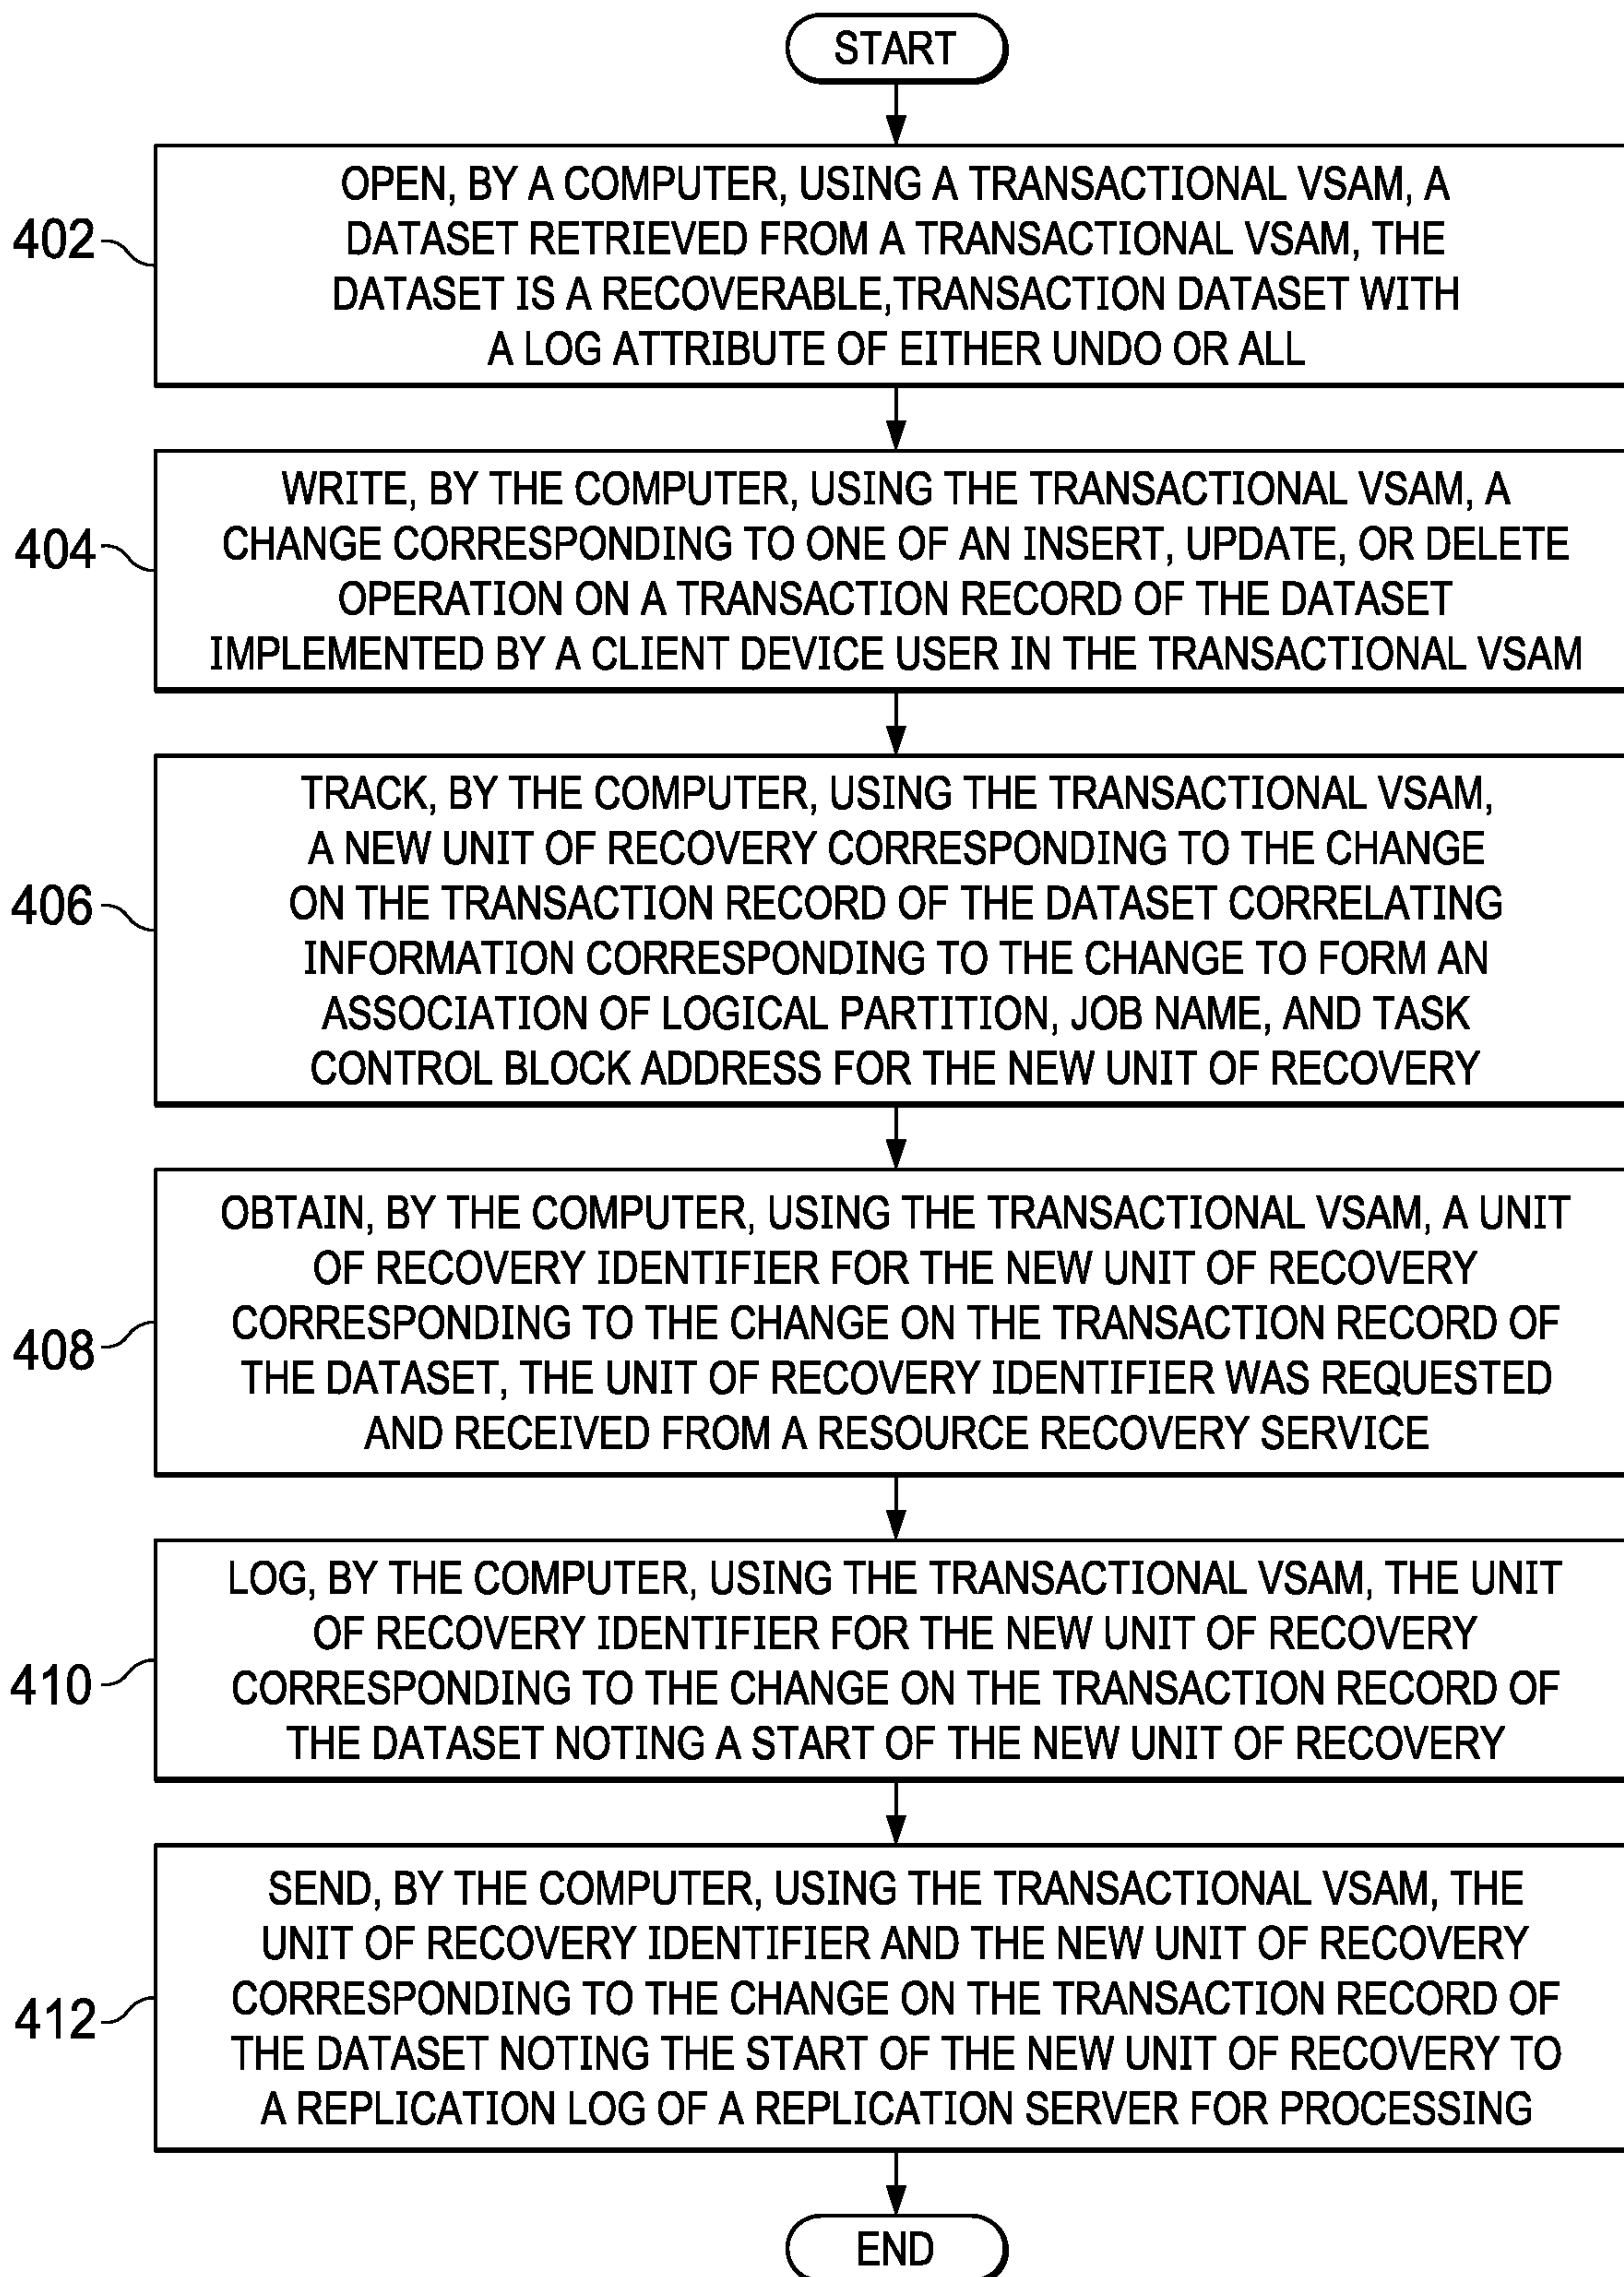 START
402
OPEN, BY A COMPUTER, USING A TRANSACTIONAL VSAM, A
DATASET RETRIEVED FROM A TRANSACTIONAL VSAM, THE
DATASET IS A RECOVERABLE,TRANSACTION DATASET WITH
A LOG ATTRIBUTE OF EITHER UNDO OR ALL
404
WRITE, BY THE COMPUTER, USING THE TRANSACTIONAL VSAM, A
CHANGE CORRESPONDING TO ONE OF AN INSERT, UPDATE, OR DELETE
OPERATION ON A TRANSACTION RECORD OF THE DATASET
IMPLEMENTED BY A CLIENT DEVICE USER IN THE TRANSACTIONAL VSAM
406
TRACK, BY THE COMPUTER, USING THE TRANSACTIONAL VSAM,
A NEW UNIT OF RECOVERY CORRESPONDING TO THE CHANGE
ON THE TRANSACTION RECORD OF THE DATASET CORRELATING
INFORMATION CORRESPONDING TO THE CHANGE TO FORM AN
ASSOCIATION OF LOGICAL PARTITION, JOB NAME, AND TASK
CONTROL BLOCK ADDRESS FOR THE NEW UNIT OF RECOVERY
408
OBTAIN, BY THE COMPUTER, USING THE TRANSACTIONAL VSAM, A UNIT
OF RECOVERY IDENTIFIER FOR THE NEW UNIT OF RECOVERY
CORRESPONDING TO THE CHANGE ON THE TRANSACTION RECORD OF
THE DATASET, THE UNIT OF RECOVERY IDENTIFIER WAS REQUESTED
AND RECEIVED FROM A RESOURCE RECOVERY SERVICE
410
LOG, BY THE COMPUTER, USING THE TRANSACTIONAL VSAM, THE UNIT
OF RECOVERY IDENTIFIER FOR THE NEW UNIT OF RECOVERY
CORRESPONDING TO THE CHANGE ON THE TRANSACTION RECORD OF
THE DATASET NOTING A START OF THE NEW UNIT OF RECOVERY
412
SEND, BY THE COMPUTER, USING THE TRANSACTIONAL VSAM, THE
UNIT OF RECOVERY IDENTIFIER AND THE NEW UNIT OF RECOVERY
CORRESPONDING TO THE CHANGE ON THE TRANSACTION RECORD OF
THE DATASET NOTING THE START OF THE NEW UNIT OF RECOVERY TO
A REPLICATION LOG OF A REPLICATION SERVER FOR PROCESSING
END